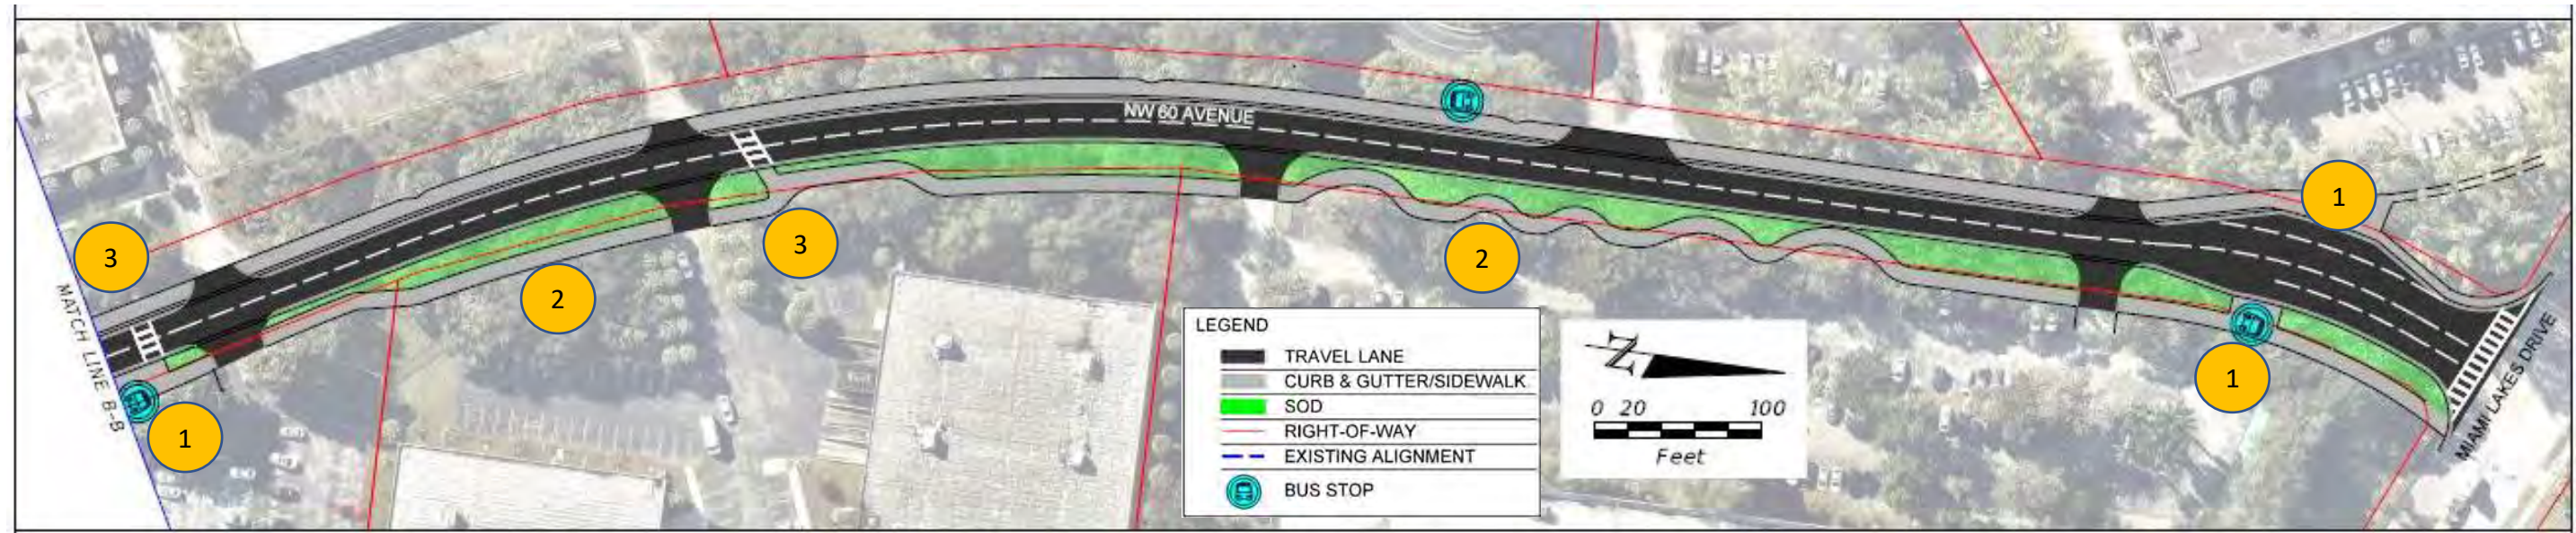 NW 60 AVENUE
1
3
3
2
2
1
1
MATCH LINE B-B
MIAMI LAKES DRIVE
LEGEND
TRAVEL LANE
CURB & GUTTER/SIDEWALK
SOD
RIGHT-OF-WAY
EXISTING ALIGNMENT
BUS STOP
N
0 20 100
Feet